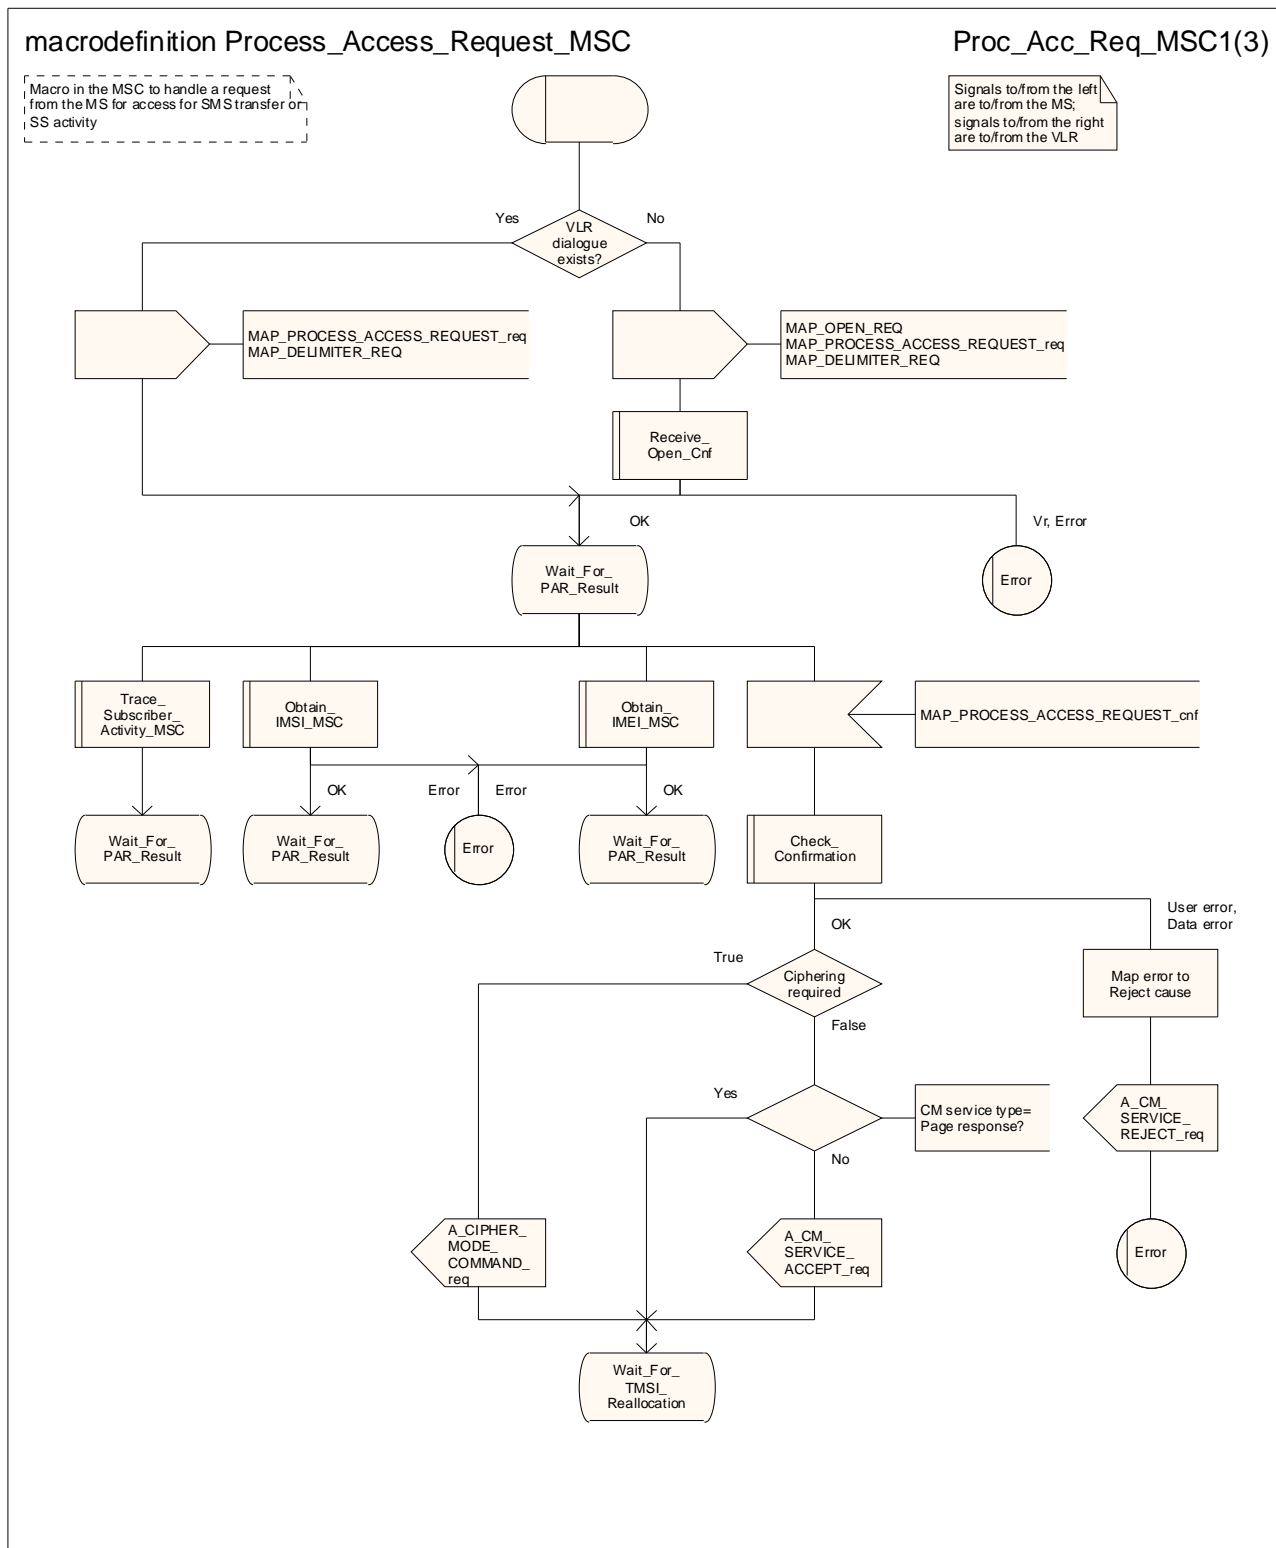 macrodefinition Process_Access_Request_MSC
Proc_Acc_Req_MSC1(3)
Macro in the MSC to handle a request
from the MS for access for SMS transfer or
SS activity
Signals to/from the left
are to/from the MS;
signals to/from the right
are to/from the VLR
Yes
No
VLR
dialogue
exists?
MAP_PROCESS_ACCESS_REQUEST_req
MAP_DELIMITER_REQ
MAP_OPEN_REQ
MAP_PROCESS_ACCESS_REQUEST_req
MAP_DELIMITER_REQ
Receive_
Open_Cnf
OK
Vr, Error
Wait_For_
PAR_Result
Error
Trace_
Subscriber_
Activity_MSC
Obtain_
IMSI_MSC
Obtain_
IMEI_MSC
MAP_PROCESS_ACCESS_REQUEST_cnf
OK
Error
Error
OK
Wait_For_
PAR_Result
Wait_For_
PAR_Result
Error
Wait_For_
PAR_Result
Check_
Confirmation
User error,
Data error
OK
True
Ciphering
required
Map error to
Reject cause
False
Yes
CM service type=
Page response?
A_CM_
SERVICE_
REJECT_req
No
A_CIPHER_
MODE_
COMMAND_
req
A_CM_
SERVICE_
ACCEPT_req
Error
Wait_For_
TMSI_
Reallocation